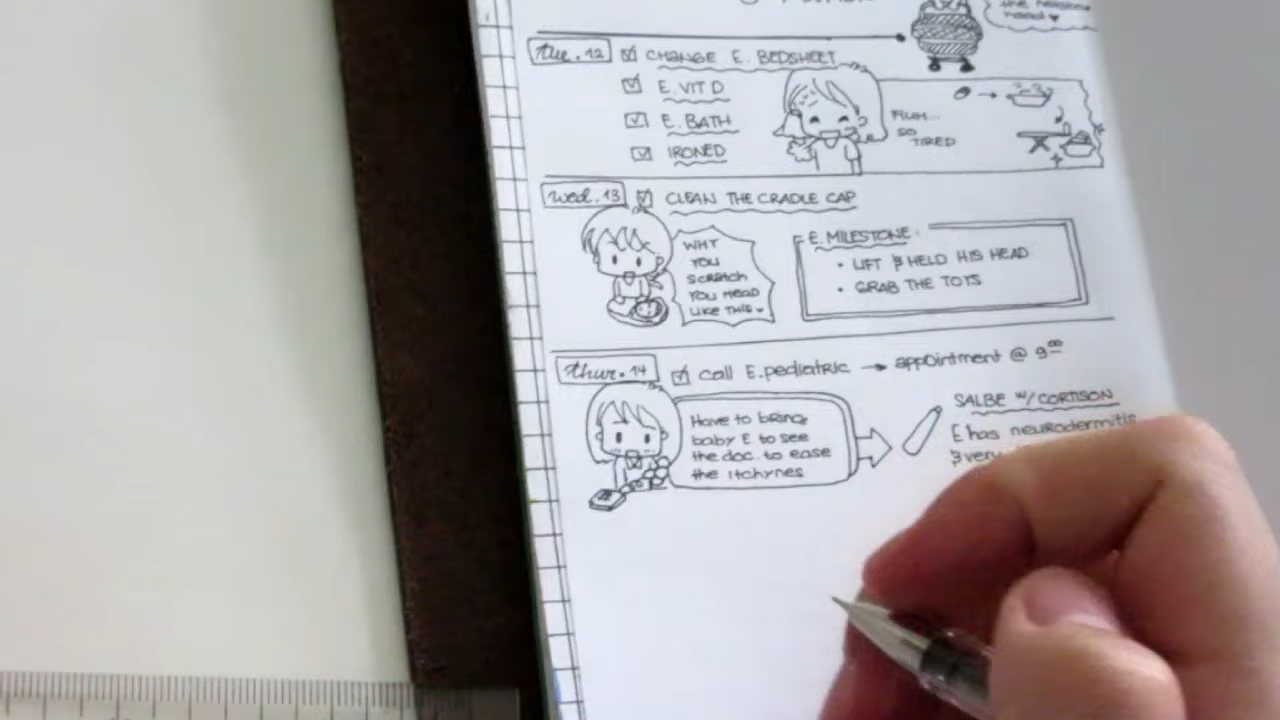 Tue.12 CHANGE E. BEDSHEET
E. VIT D
E. BATH
IRONED
HUH...
SO
TIRED
wed.13 CLEAN THE CRADLE CAP
WHY
YOU
SCRATCH
YOU HEAD
LIKE THIS
E. MILESTONE:
• LIFT & HELD HIS HEAD
• GRAB THE TOYS
thur.14 call E.pediatric → appointment @ 9⁰⁰
Have to bring
baby E to see
the doc. to ease
the itchynes
SALBE W/CORTISON
E has neurodermitis
& very